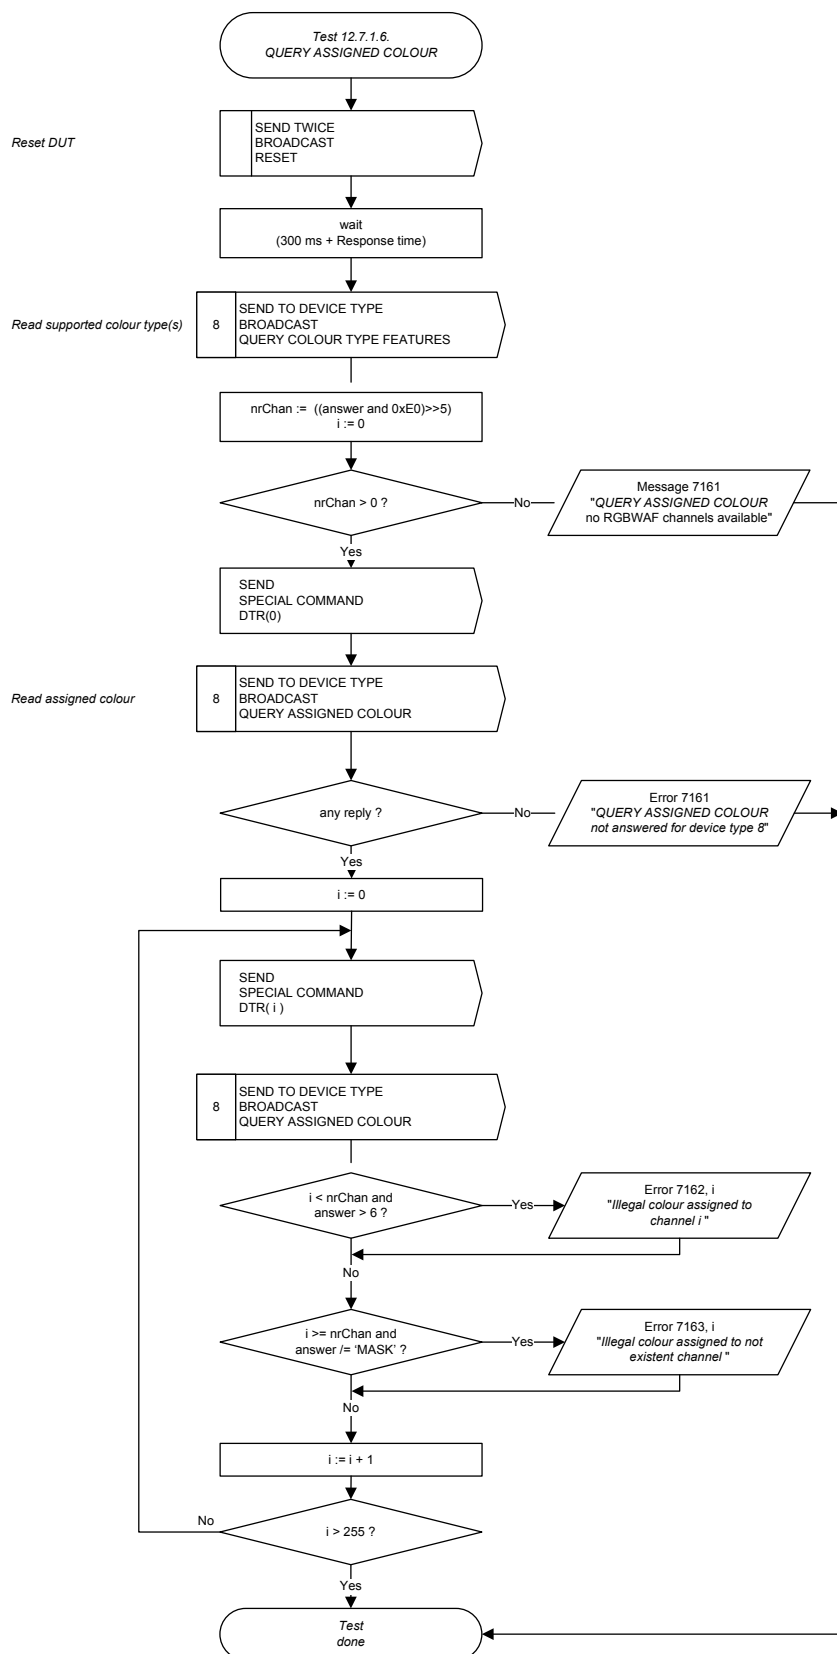 Test 12.7.1.6.
QUERY ASSIGNED COLOUR
Reset DUT
SEND TWICE
BROADCAST
RESET
wait
(300 ms + Response time)
Read supported colour type(s)
8
SEND TO DEVICE TYPE
BROADCAST
QUERY COLOUR TYPE FEATURES
nrChan := ((answer and 0xE0)>>5)
i := 0
nrChan > 0 ?
No
Message 7161
"QUERY ASSIGNED COLOUR
no RGBWAF channels available"
Yes
SEND
SPECIAL COMMAND
DTR(0)
Read assigned colour
8
SEND TO DEVICE TYPE
BROADCAST
QUERY ASSIGNED COLOUR
any reply ?
No
Error 7161
"QUERY ASSIGNED COLOUR
not answered for device type 8"
Yes
i := 0
SEND
SPECIAL COMMAND
DTR( i )
8
SEND TO DEVICE TYPE
BROADCAST
QUERY ASSIGNED COLOUR
i < nrChan and
answer > 6 ?
Yes
Error 7162, i
"Illegal colour assigned to
channel i "
No
i >= nrChan and
answer /= ‘MASK’ ?
Yes
Error 7163, i
"Illegal colour assigned to not
existent channel "
No
i := i + 1
i > 255 ?
No
Yes
Test
done